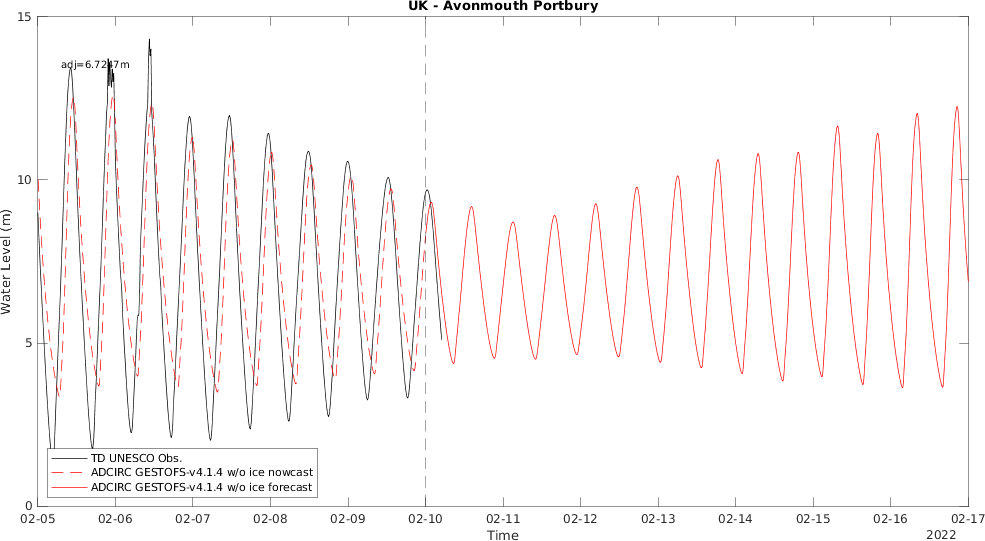 UK - Avonmouth Portbury
15
adj=6.7247m
10
Water Level (m)
5
TD UNESCO Obs.
ADCIRC GESTOFS-v4.1.4 w/o ice nowcast
ADCIRC GESTOFS-v4.1.4 w/o ice forecast
0
02-05 02-06 02-07 02-08 02-09 02-10 02-11 02-12 02-13 02-14 02-15 02-16 02-17
Time
2022